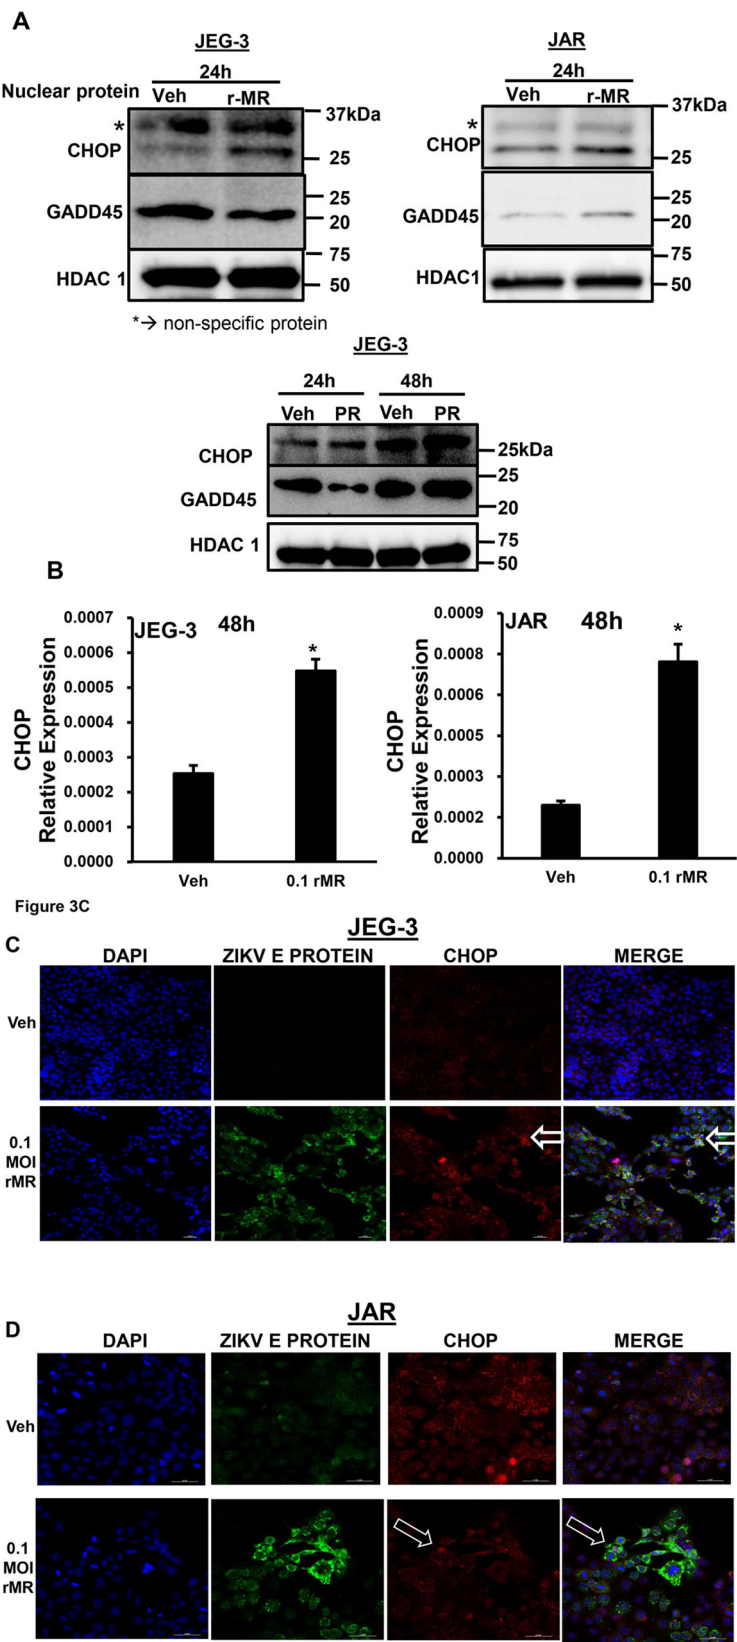 A
JEG-3
24h
Nuclear protein Veh r-MR
37kDa
*
CHOP
25
GADD45
25
20
75
HDAC 1
50
*→ non-specific protein
JAR
24h
Veh r-MR
37kDa
*
CHOP
25
25
GADD45
20
75
HDAC1
50
JEG-3
24h 48h
Veh PR Veh PR
CHOP
25kDa
25
GADD45
20
HDAC 1
75
50
B
JEG-3 48h
CHOP
Relative Expression
0.0007
0.0006
0.0005
0.0004
0.0003
0.0002
0.0001
0.0000
*
Veh 0.1 rMR
JAR 48h
CHOP
Relative Expression
0.0009
0.0008
0.0006
0.0005
0.0003
0.0002
0.0000
*
Veh 0.1 rMR
Figure 3C
C
JEG-3
DAPI ZIKV E PROTEIN CHOP MERGE
Veh
0.1
MOI
rMR
D
JAR
DAPI ZIKV E PROTEIN CHOP MERGE
Veh
0.1
MOI
rMR